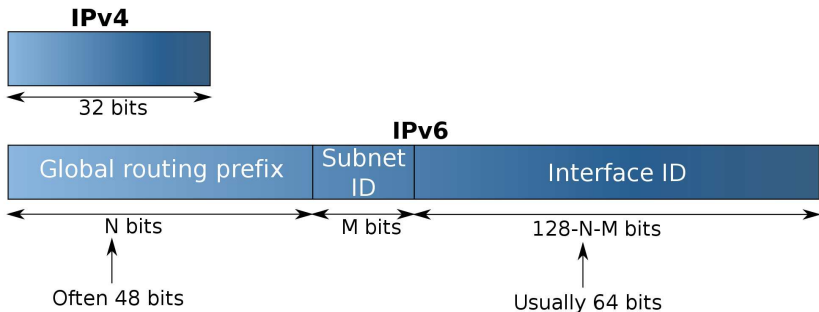 IPv4
32 bits
IPv6
Global routing prefix
Subnet
ID
Interface ID
N bits
M bits
128-N-M bits
Often 48 bits
Usually 64 bits